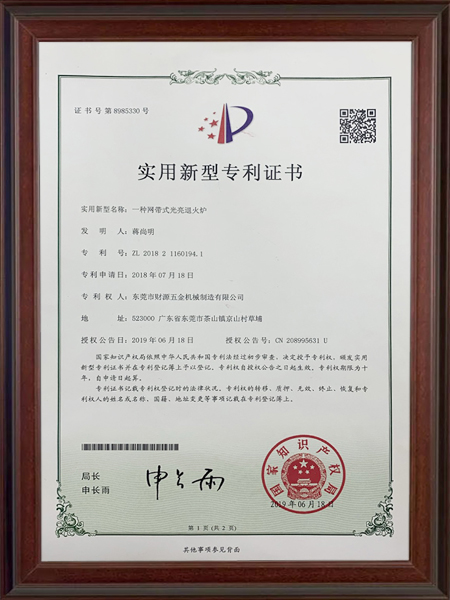 证书号第8985330号
实用新型专利证书
实用新型名称：一种网带式光亮退火炉
发明人：蒋尚明
专利号：ZL 2018 2 1160194.1
专利申请日：2018年07月18日
专利权人：东莞市财源五金机械制造有限公司
地址：523000 广东省东莞市茶山镇京山村草埔
授权公告日：2019年06月18日 授权公告号：CN 208995631 U
国家知识产权局依照中华人民共和国专利法经过初步审查，决定授予专利权，颁发实用
新型专利证书并在专利登记簿上予以登记。专利权自授权公告之日起生效。专利权期限为十
年，自申请日起算。
专利证书记载专利权登记时的法律状况。专利权的转移、质押、无效、终止、恢复和专
利权人的姓名或名称、国籍、地址变更等事项记载在专利登记簿上。
局长
申长雨
申长雨
国家知识产权局
2019年06月18日
第 1 页 (共 2 页)
其他事项参见背面